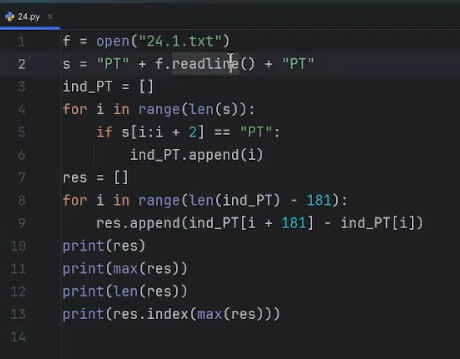 24.py ×
1 f = open("24.1.txt")
2 s = "PT" + f.readline() + "PT"
3 ind_PT = []
4 for i in range(len(s)):
5     if s[i:i + 2] == "PT":
6         ind_PT.append(i)
7 res = []
8 for i in range(len(ind_PT) - 181):
9     res.append(ind_PT[i + 181] - ind_PT[i])
10 print(res)
11 print(max(res))
12 print(len(res))
13 print(res.index(max(res)))
14